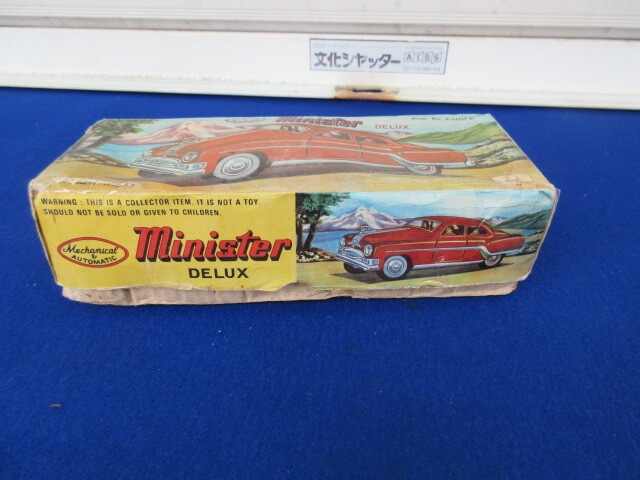 文化シヤッター AISS
Minister
DELUX
WARNING : THIS IS A COLLECTOR ITEM. IT IS NOT A TOY.
SHOULD NOT BE SOLD OR GIVEN TO CHILDREN.
Mechanical
&
AUTOMATIC
Minister
DELUX